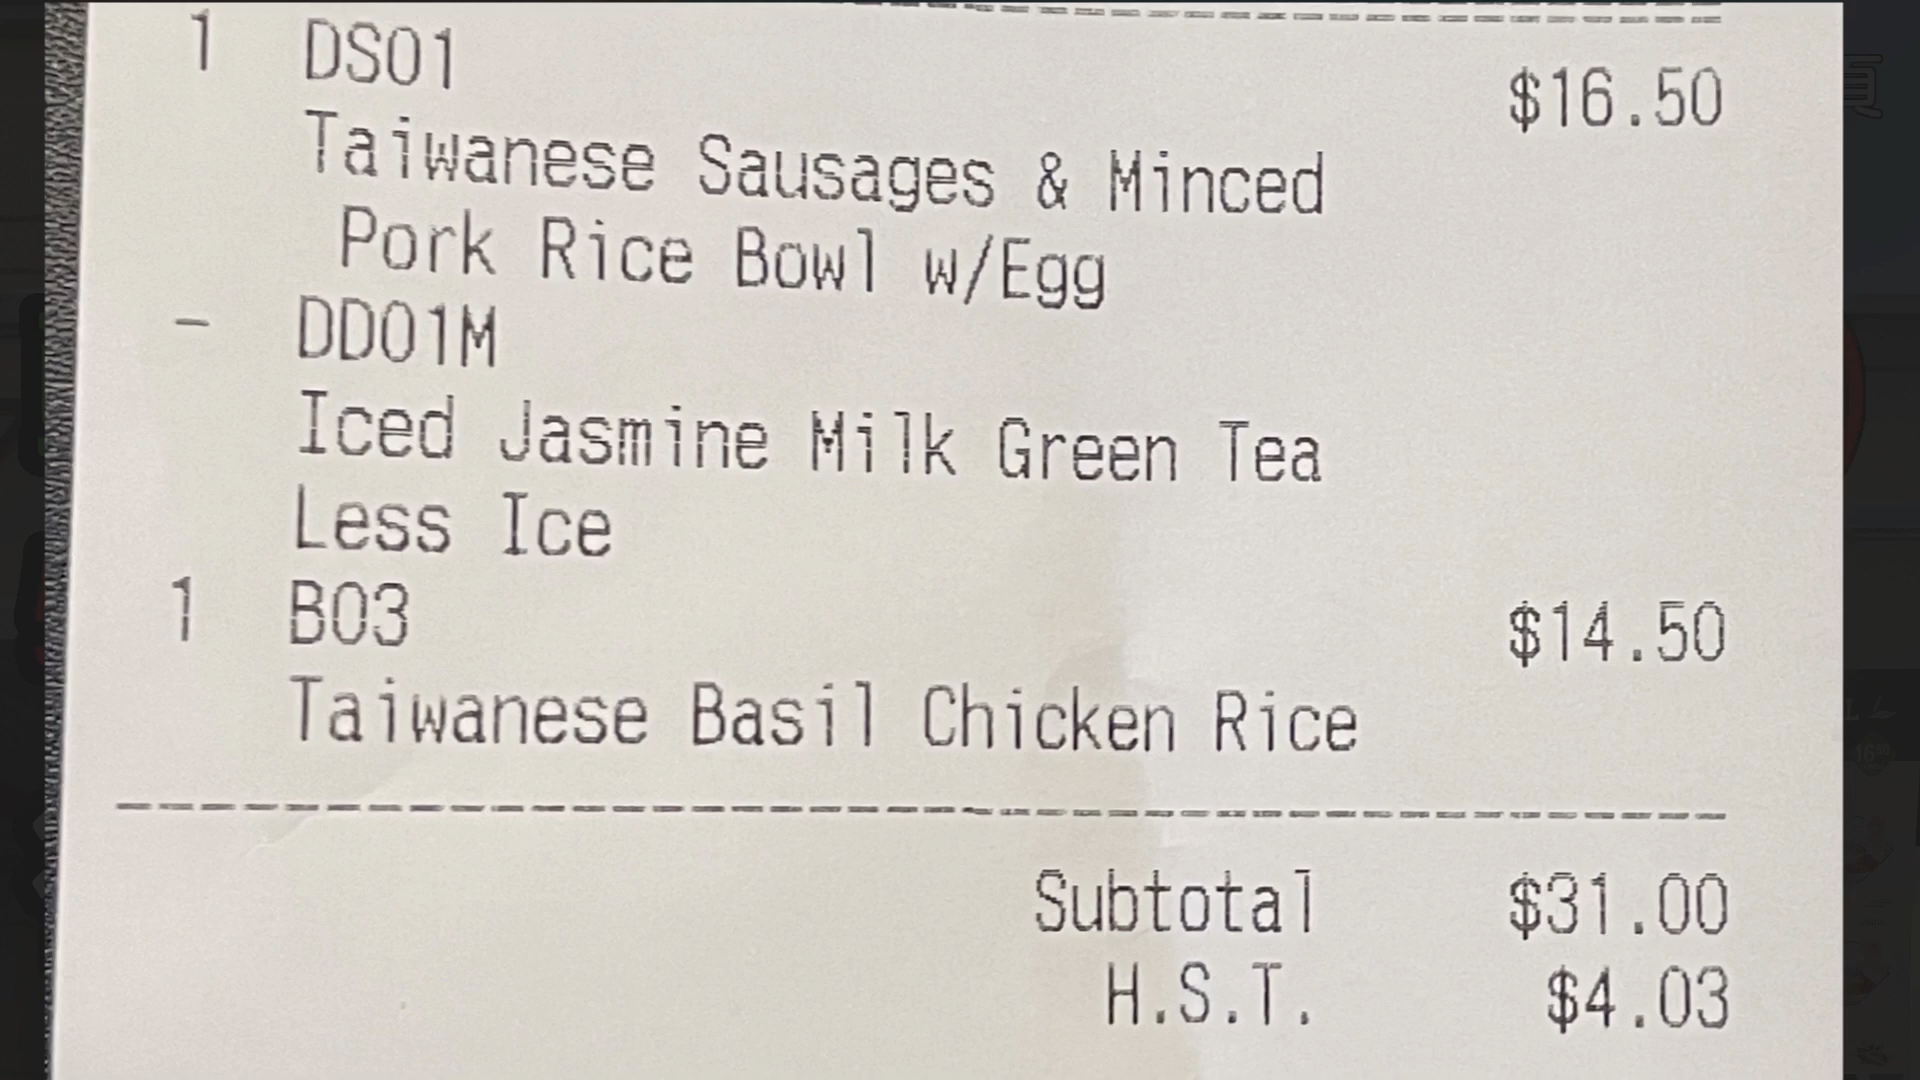 1 DS01 $16.50
Taiwanese Sausages & Minced
Pork Rice Bowl w/Egg
- DD01M
Iced Jasmine Milk Green Tea
Less Ice
1 B03 $14.50
Taiwanese Basil Chicken Rice
Subtotal $31.00
H.S.T. $4.03